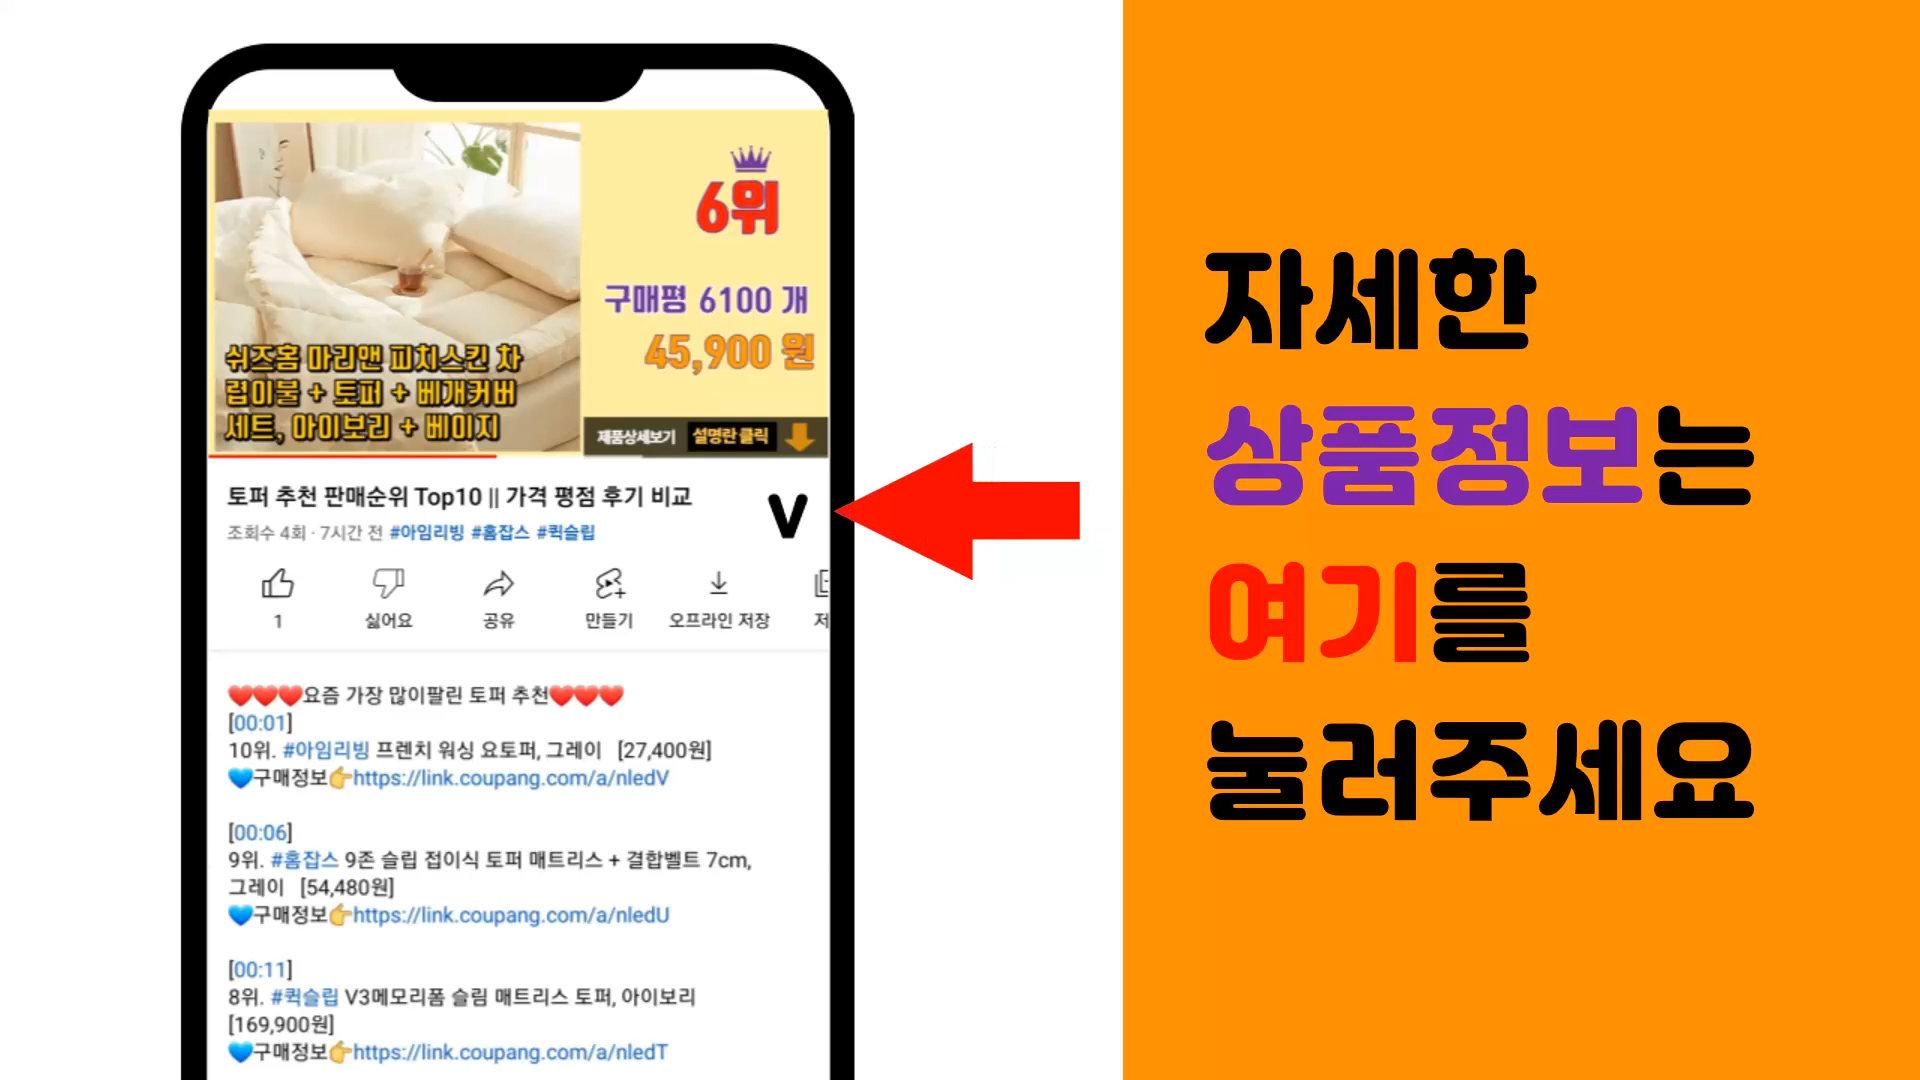 6위
구매평 6100 개
45,900 원
쉬즈홈 마리앤 피치스킨 차
렵이불 + 토퍼 + 베개커버
세트, 아이보리 + 베이지
제품상세보기 설명란 클릭
토퍼 추천 판매순위 Top10 || 가격 평점 후기 비교
V
조회수 4회 · 7시간 전 #아임리빙 #홈잡스 #퀵슬립
1 싫어요 공유 만들기 오프라인 저장 저
❤️❤️❤️요즘 가장 많이팔린 토퍼 추천❤️❤️❤️
[00:01]
10위. #아임리빙 프렌치 워싱 요토퍼, 그레이 [27,400원]
💙구매정보👉https://link.coupang.com/a/nledV
[00:06]
9위. #홈잡스 9존 슬립 접이식 토퍼 매트리스 + 결합벨트 7cm,
그레이 [54,480원]
💙구매정보👉https://link.coupang.com/a/nledU
[00:11]
8위. #퀵슬립 V3메모리폼 슬림 매트리스 토퍼, 아이보리
[169,900원]
💙구매정보👉https://link.coupang.com/a/nledT
자세한
상품정보는
여기를
눌러주세요